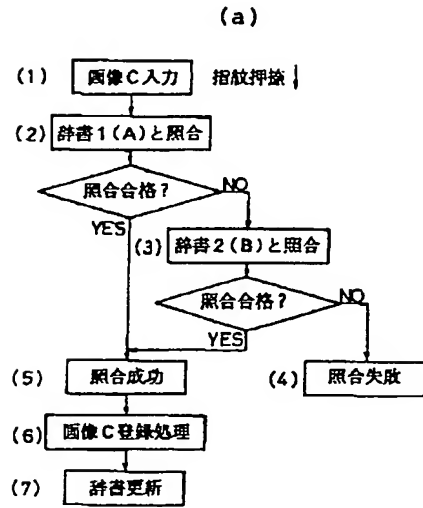 (a)
(1) 画像C入力 指紋押捺
(2) 辞書1(A)と照合
照合合格?
NO
YES
(3) 辞書2(B)と照合
照合合格?
NO
YES
(5) 照合成功
(4) 照合失敗
(6) 画像C登録処理
(7) 辞書更新